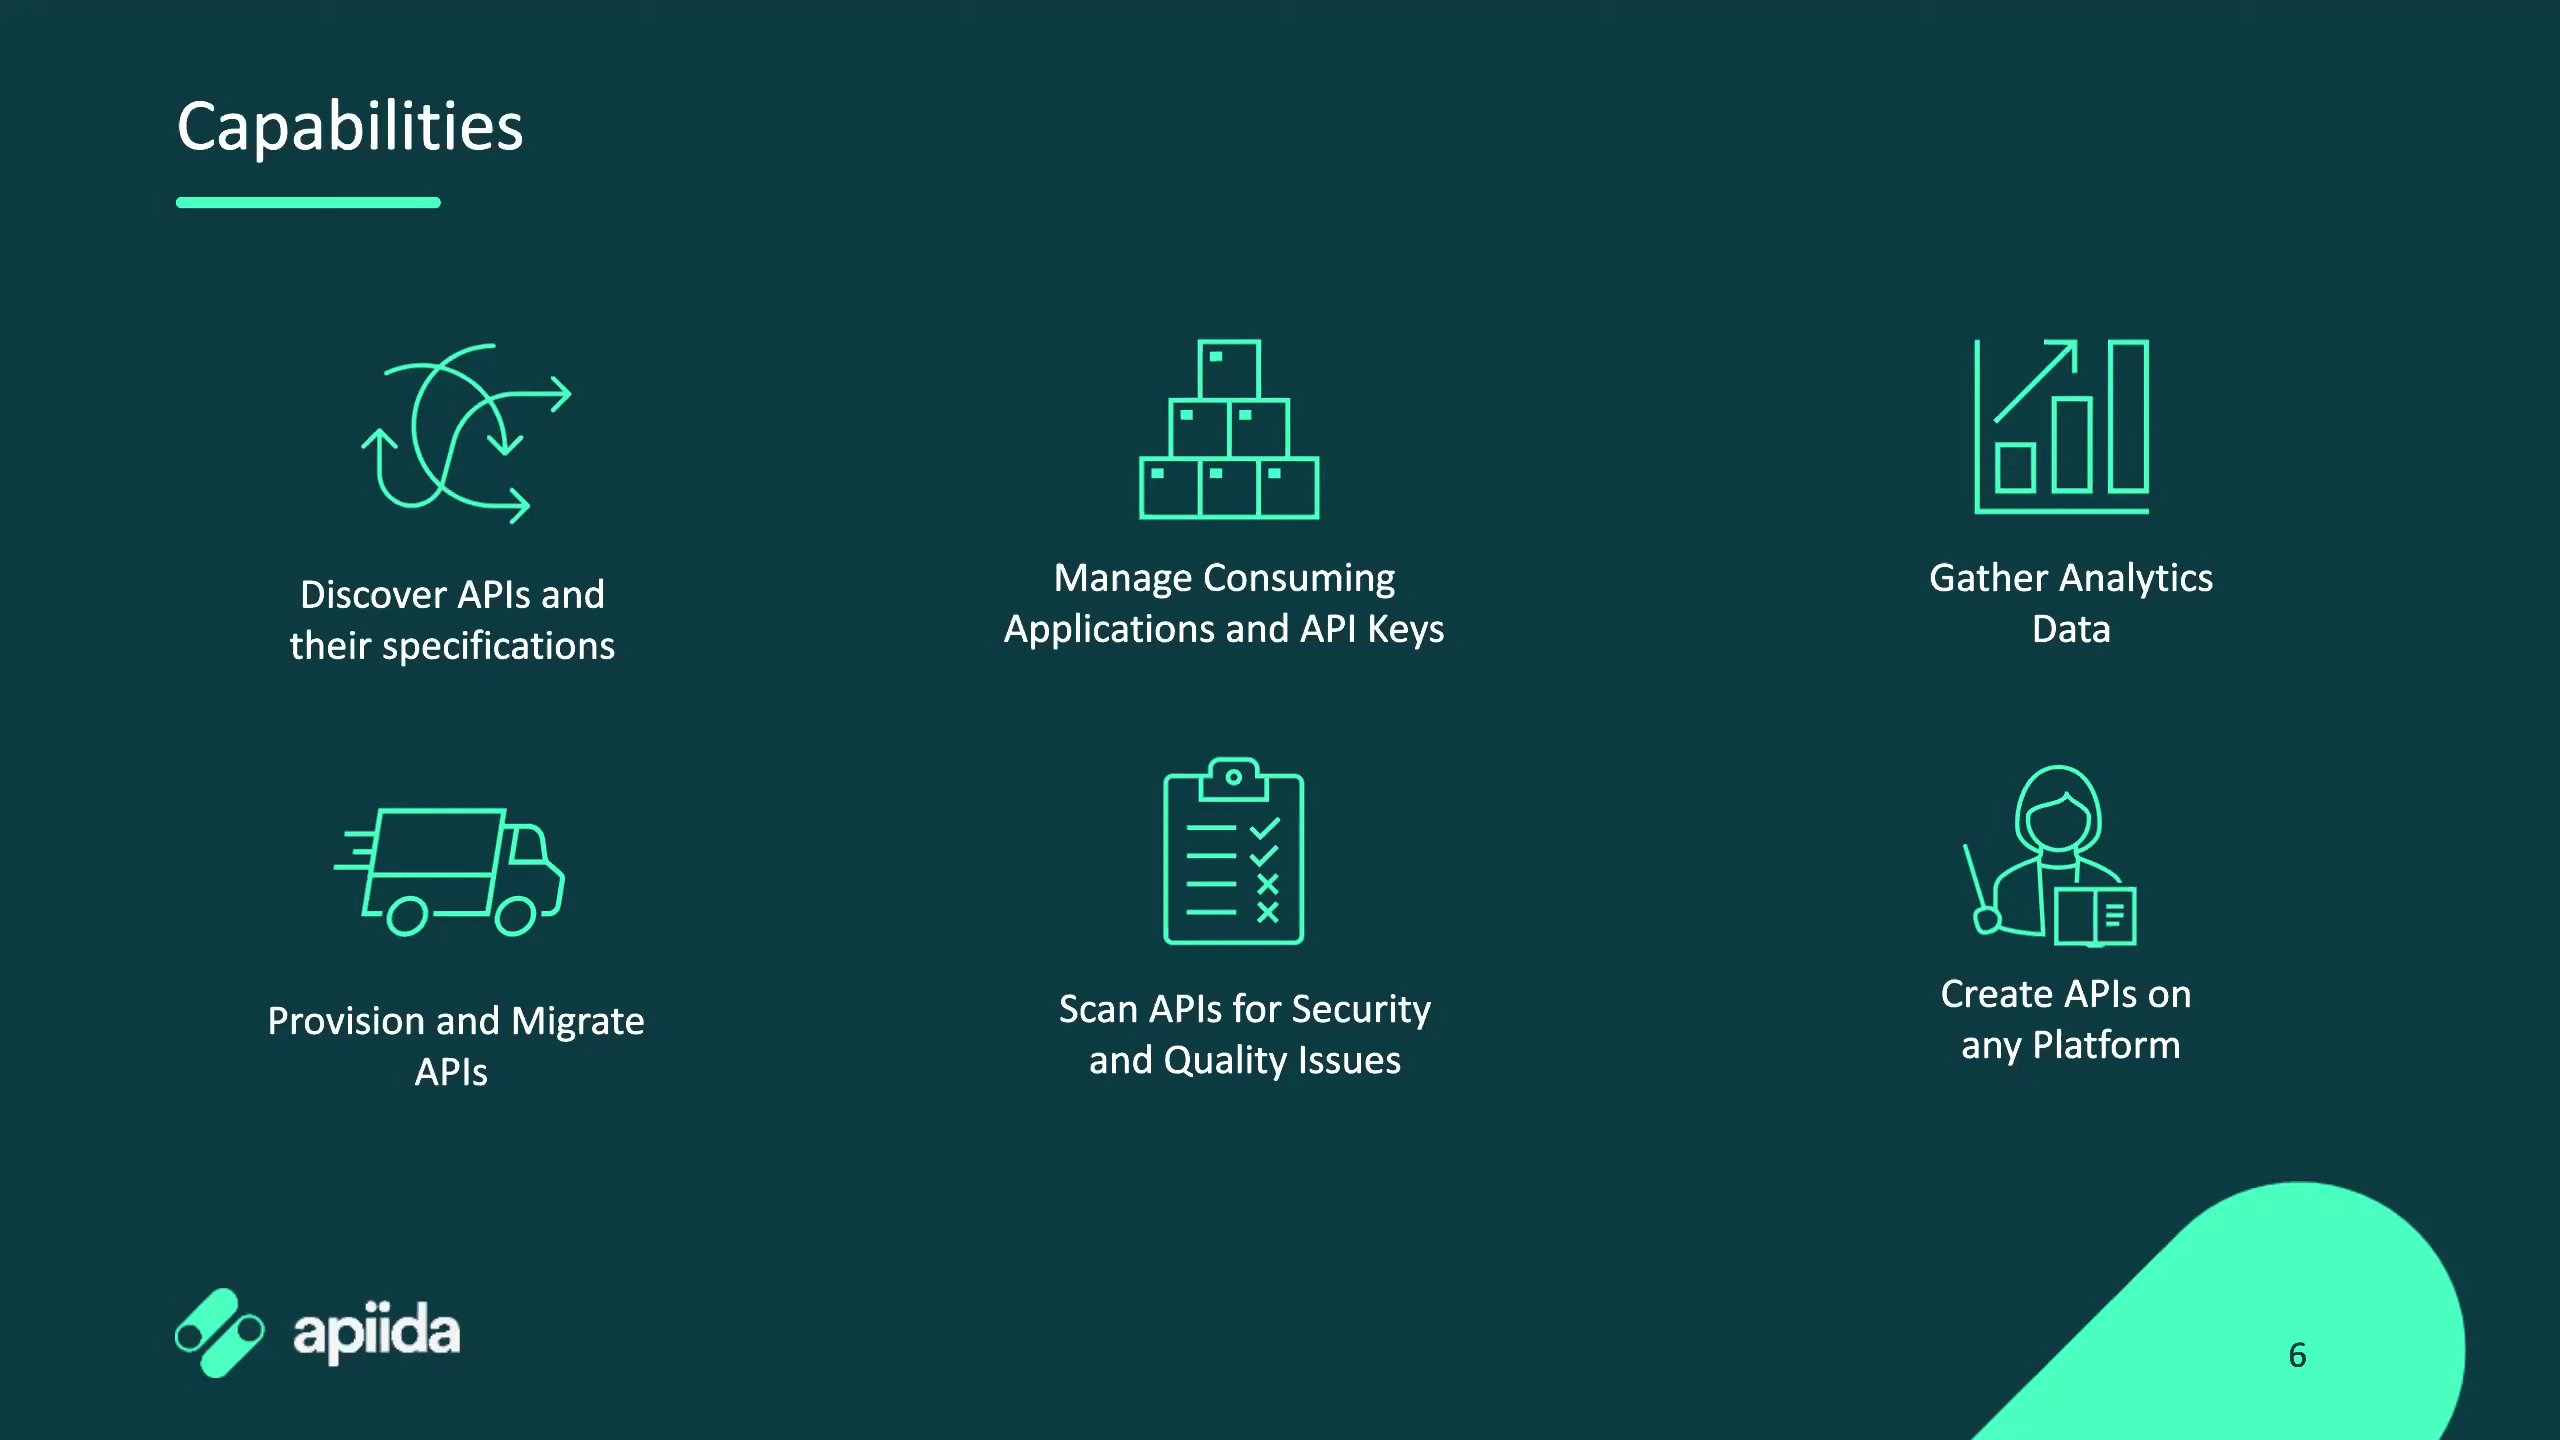 Capabilities
Discover APIs and
their specifications
Manage Consuming
Applications and API Keys
Gather Analytics
Data
Provision and Migrate
APIs
Scan APIs for Security
and Quality Issues
Create APIs on
any Platform
apiida
6